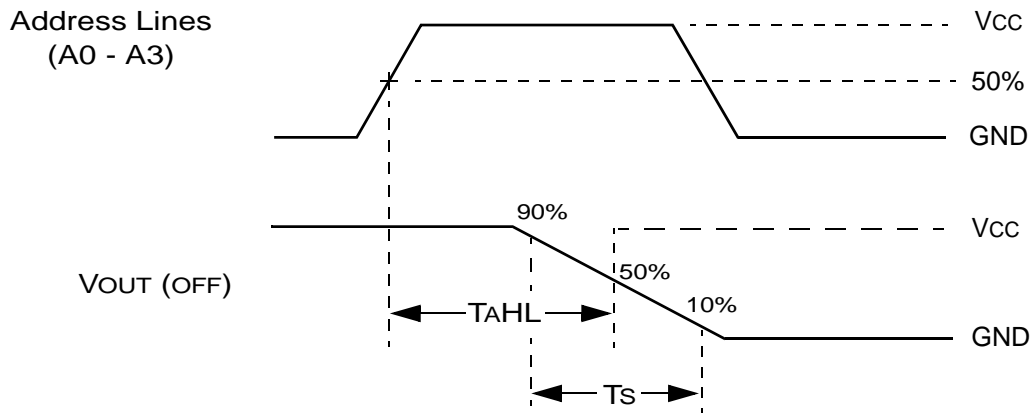 Address Lines
(A0 - A3)
VCC
50%
GND
90%
VCC
VOUT (OFF)
50%
TAHL
10%
GND
TS